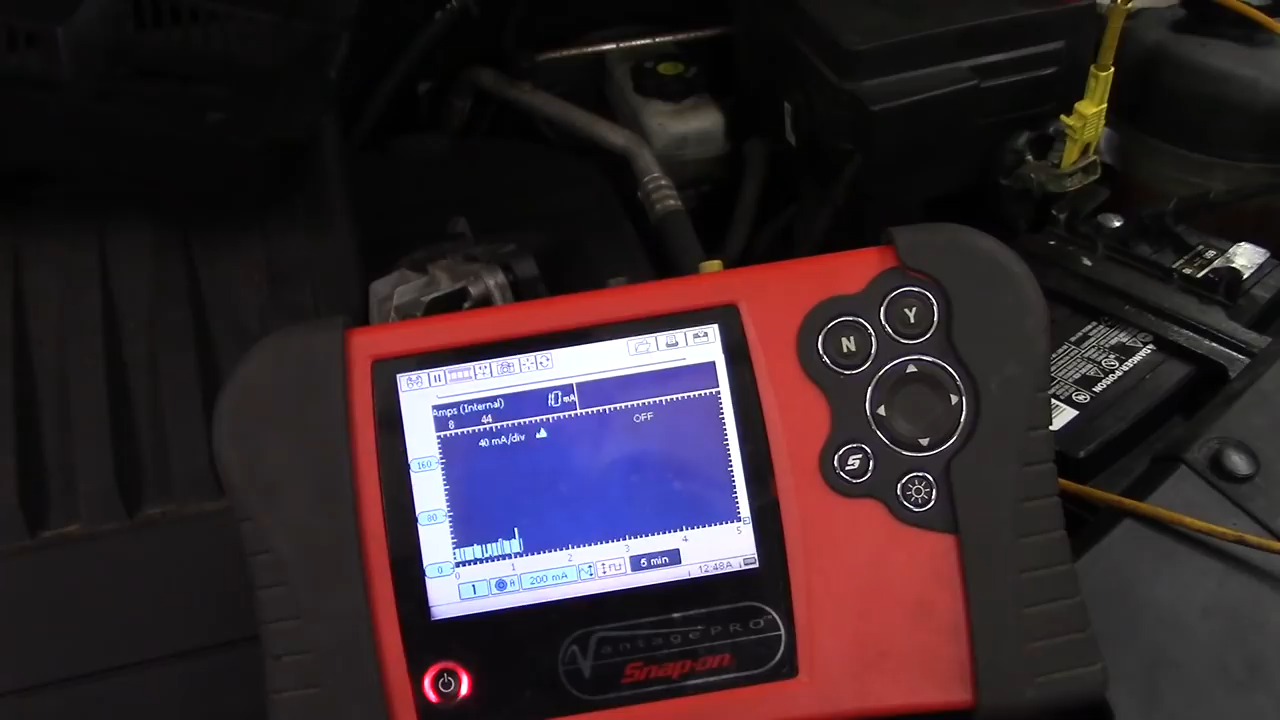 Amps (Internal)
10 mA
8 44
40 mA/div
OFF
160
80
0
0 1 2 3 4 5
1 A 200 mA 5 min
12:48A
VantagePRO
Snap-on
N
Y
S
DANGER/POISON